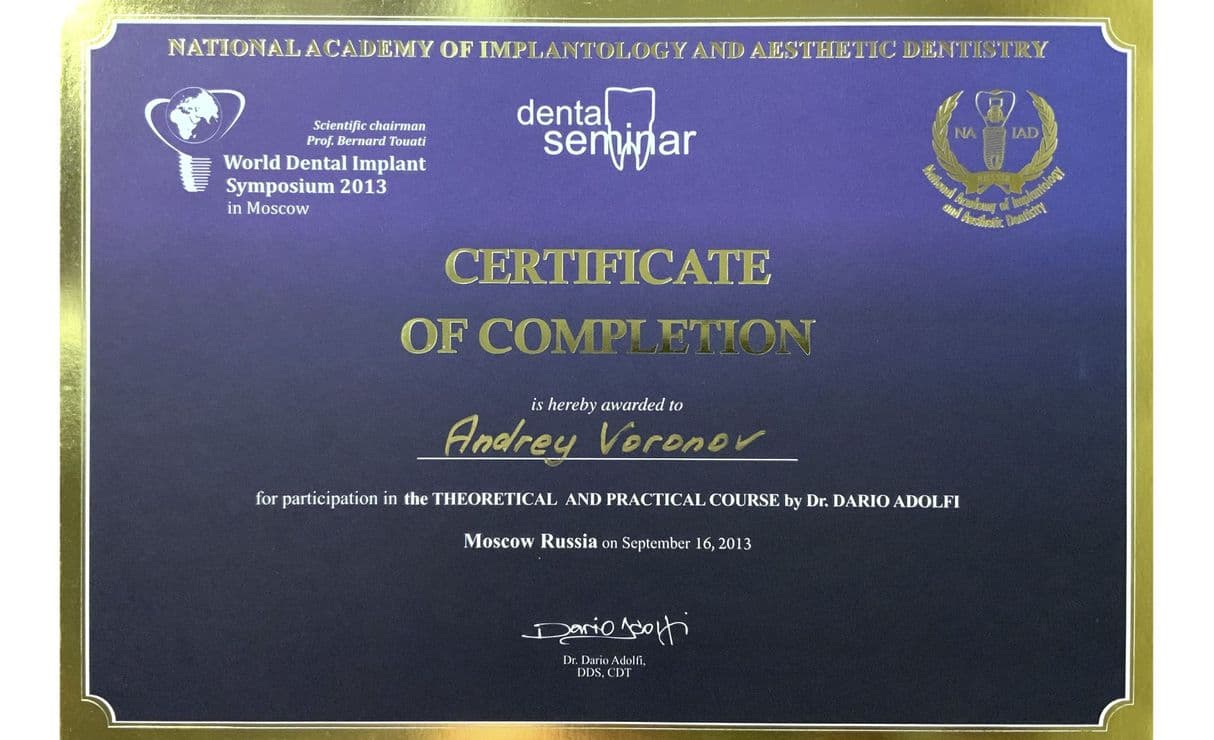 NATIONAL ACADEMY OF IMPLANTOLOGY AND AESTHETIC DENTISTRY
Scientific chairman
Prof. Bernard Touati
World Dental Implant
Symposium 2013
in Moscow
denta
seminar
NA IAD
National Academy of Implantology
and Aesthetic Dentistry
CERTIFICATE
OF COMPLETION
is hereby awarded to
Andrey Voronov
for participation in the THEORETICAL AND PRACTICAL COURSE by Dr. DARIO ADOLFI
Moscow Russia on September 16, 2013
Dario Adolfi
Dr. Dario Adolfi,
DDS, CDT